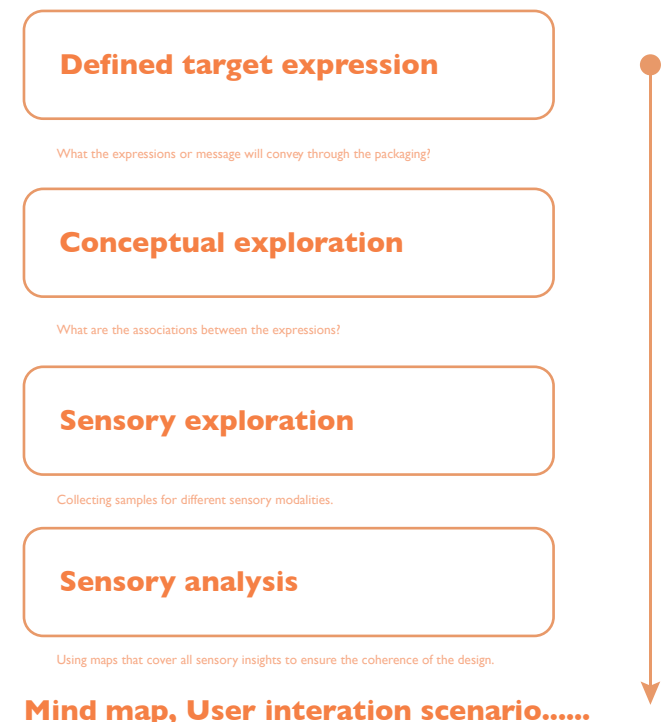 Defined target expression
What the expressions or message will convey through the packaging?
Conceptual exploration
What are the associations between the expressions?
Sensory exploration
Collecting samples for different sensory modalities.
Sensory analysis
Using maps that cover all sensory insights to ensure the coherence of the design.
Mind map, User interation scenario......